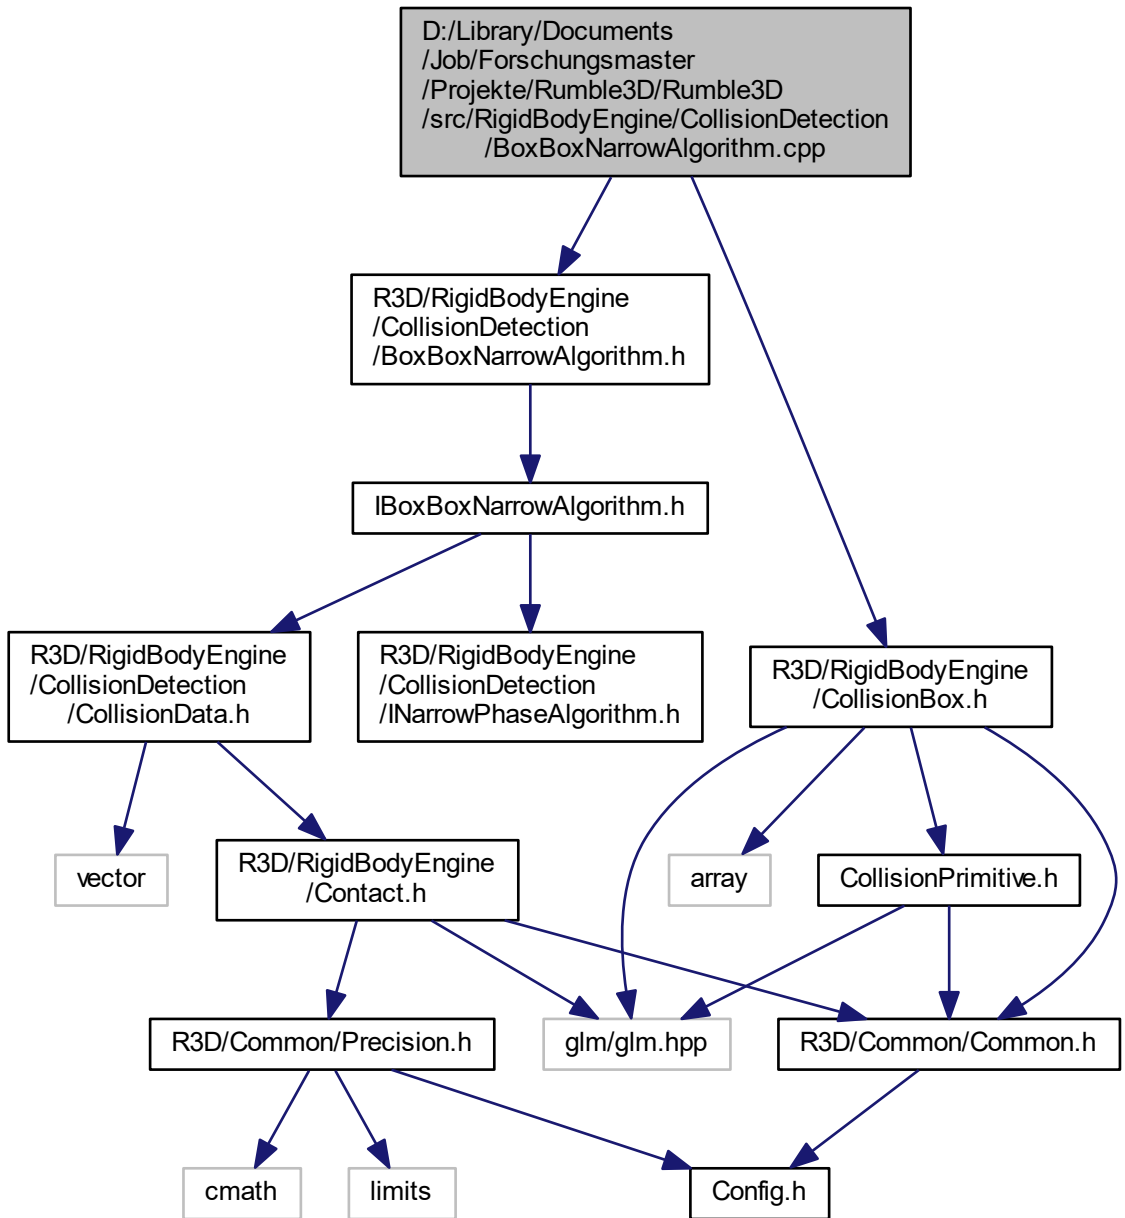 D:/Library/Documents
/Job/Forschungsmaster
/Projekte/Rumble3D/Rumble3D
/src/RigidBodyEngine/CollisionDetection
/BoxBoxNarrowAlgorithm.cpp
R3D/RigidBodyEngine
/CollisionDetection
/BoxBoxNarrowAlgorithm.h
IBoxBoxNarrowAlgorithm.h
R3D/RigidBodyEngine
/CollisionDetection
/CollisionData.h
R3D/RigidBodyEngine
/CollisionDetection
/INarrowPhaseAlgorithm.h
R3D/RigidBodyEngine
/CollisionBox.h
vector
R3D/RigidBodyEngine
/Contact.h
array
CollisionPrimitive.h
R3D/Common/Precision.h
glm/glm.hpp
R3D/Common/Common.h
cmath
limits
Config.h